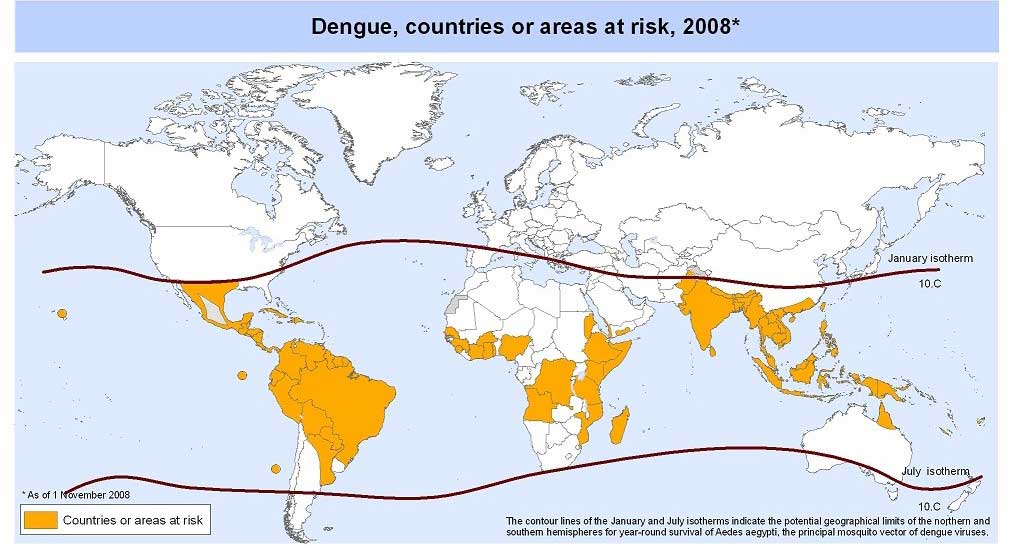 Dengue, countries or areas at risk, 2008*
January isotherm
10.C
July isotherm
10.C
* As of 1 November 2008
Countries or areas at risk
The contour lines of the January and July isotherms indicate the potential geographical limits of the northern and
southern hemispheres for year-round survival of Aedes aegypti, the principal mosquito vector of dengue viruses.